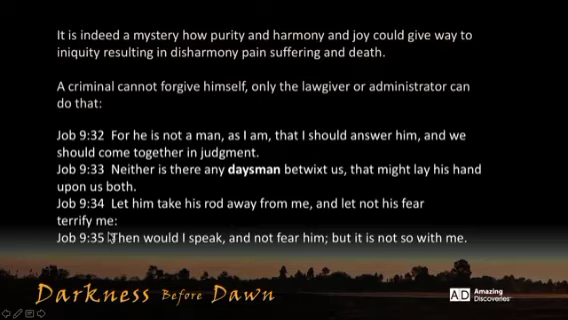 It is indeed a mystery how purity and harmony and joy could give way to
iniquity resulting in disharmony pain suffering and death.
A criminal cannot forgive himself, only the lawgiver or administrator can
do that:
Job 9:32 For he is not a man, as I am, that I should answer him, and we
should come together in judgment.
Job 9:33 Neither is there any daysman betwixt us, that might lay his hand
upon us both.
Job 9:34 Let him take his rod away from me, and let not his fear
terrify me:
Job 9:35 Then would I speak, and not fear him; but it is not so with me.
Darkness Before Dawn
AD Amazing
Discoveries